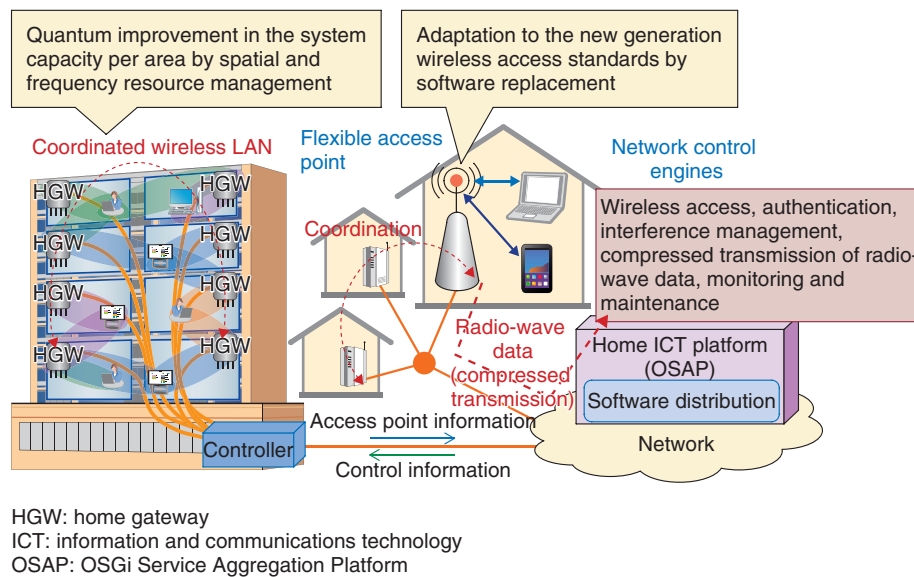 Quantum improvement in the system
capacity per area by spatial and
frequency resource management
Adaptation to the new generation
wireless access standards by
software replacement
Coordinated wireless LAN
Flexible access
point
Network control
engines
HGW
HGW
HGW
HGW
HGW
HGW
HGW
HGW
Coordination
Wireless access, authentication,
interference management,
compressed transmission of radio-
wave data, monitoring and
maintenance
Radio-wave
data
(compressed
transmission)
Home ICT platform
(OSAP)
Software distribution
Network
Access point information
Controller
Control information
HGW: home gateway
ICT: information and communications technology
OSAP: OSGi Service Aggregation Platform